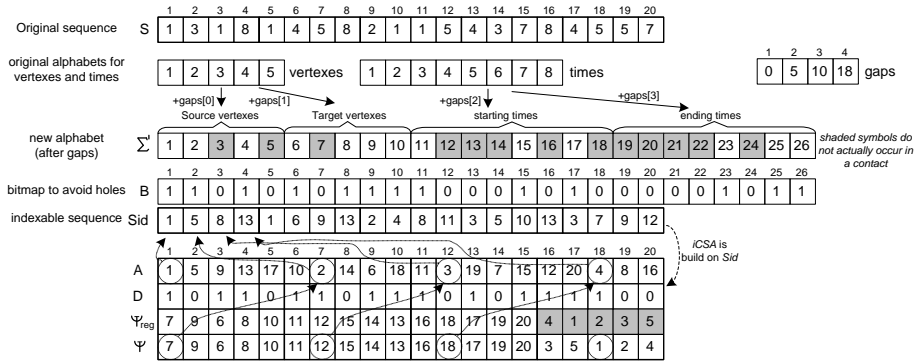 1 2 3 4 5 6 7 8 9 10 11 12 13 14 15 16 17 18 19 20
Original sequence S 1 3 1 8 1 4 5 8 2 1 1 5 4 3 7 8 4 5 5 7
original alphabets for vertexes and times 1 2 3 4 5 vertexes 1 2 3 4 5 6 7 8 times
1 2 3 4
0 5 10 18 gaps
+gaps[0] +gaps[1] +gaps[2] +gaps[3]
Source vertexes Target vertexes starting times ending times
new alphabet (after gaps) Σ' 1 2 3 4 5 6 7 8 9 10 11 12 13 14 15 16 17 18 19 20 21 22 23 24 25 26
shaded symbols do not actually occur in a contact
1 2 3 4 5 6 7 8 9 10 11 12 13 14 15 16 17 18 19 20 21 22 23 24 25 26
bitmap to avoid holes B 1 1 0 1 0 1 0 1 1 1 1 0 0 0 1 0 1 0 0 0 0 0 1 0 1 1
indexable sequence Sid 1 5 8 13 1 6 9 13 2 4 8 11 3 5 10 13 3 7 9 12
iCSA is build on Sid
1 2 3 4 5 6 7 8 9 10 11 12 13 14 15 16 17 18 19 20
A 1 5 9 13 17 10 2 14 6 18 11 3 19 7 15 12 20 4 8 16
D 1 0 1 1 0 1 1 0 1 1 1 0 1 0 1 1 1 1 0 0
Ψreg 7 9 6 8 10 11 12 15 14 13 16 18 17 19 20 4 1 2 3 5
Ψ 7 9 6 8 10 11 12 15 14 13 16 18 17 19 20 3 5 1 2 4